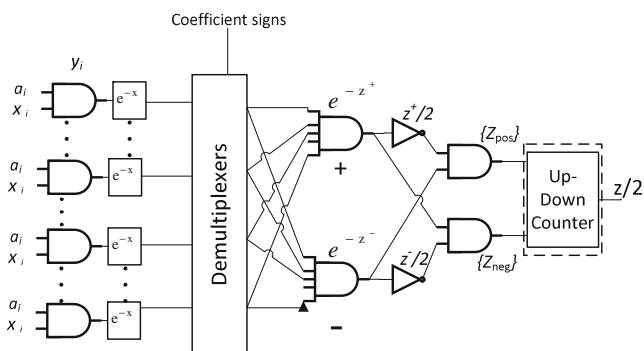 Coefficient signs
y_i
a_i
x_i
e^{-x}
a_i
x_i
e^{-x}
a_i
x_i
e^{-x}
a_i
x_i
e^{-x}
Demultiplexers
e^{-z^+}
+
e^{-z^-}
−
z^+/2
z^-/2
{Z_pos}
{Z_neg}
Up-
Down
Counter
z/2